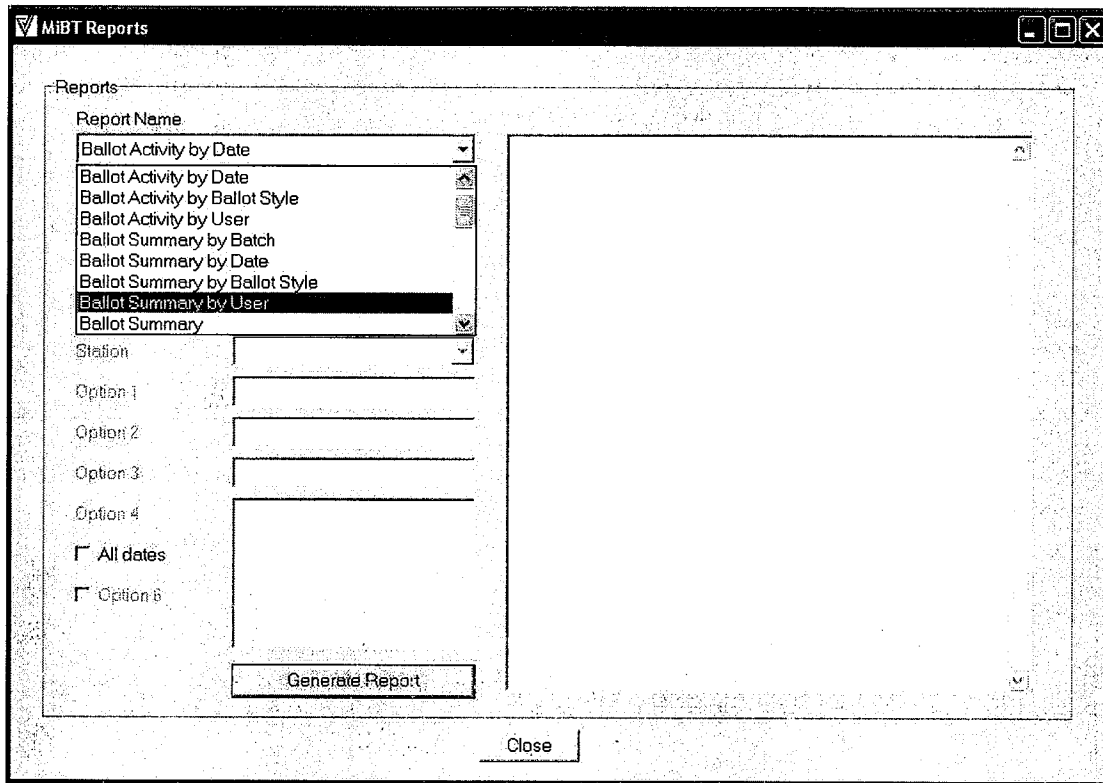 MiBT Reports
Reports
Report Name
Ballot Activity by Date
Ballot Activity by Date
Ballot Activity by Ballot Style
Ballot Activity by User
Ballot Summary by Batch
Ballot Summary by Date
Ballot Summary by Ballot Style
Ballot Summary by User
Ballot Summary
Station
Option 1
Option 2
Option 3
Option 4
All dates
Option 6
Generate Report
Close